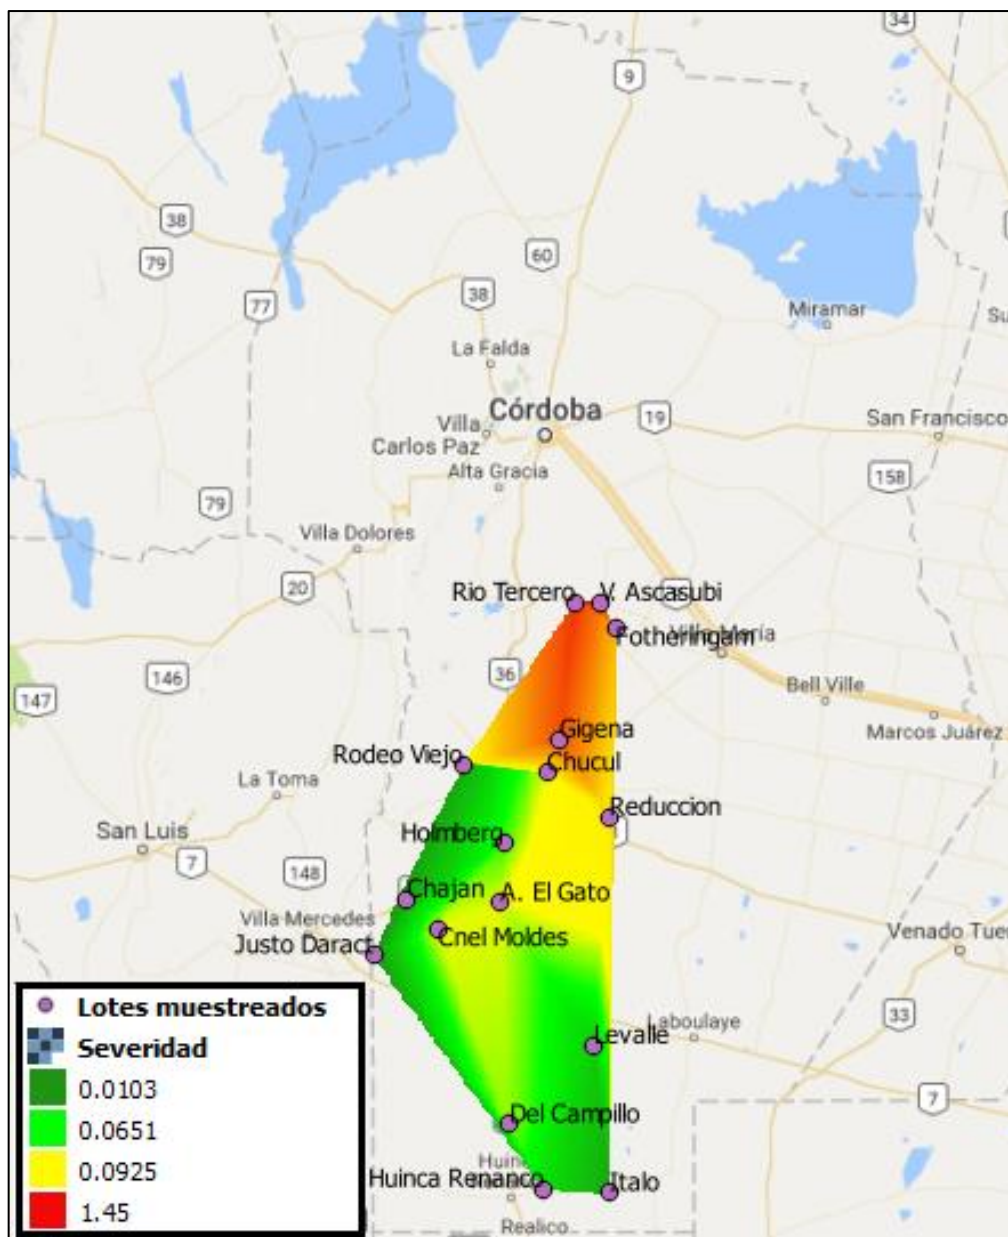 34
9
38
79
60
77
38
Miramar
Su
La Falda
Córdoba
19
Villa
Carlos Paz
San Francisco
Alta Gracia
158
79
Villa Dolores
20
Rio Tercero
V. Ascasubi
Fotheringam
Villa María
146
36
147
Bell Ville
Marcos Juárez
Gigena
Rodeo Viejo
Chucul
La Toma
Reduccion
San Luis
Holmberg
7
148
Chajan
A. El Gato
Villa Mercedes
Cnel Moldes
Justo Daract
Venado Tuer
Lotes muestreados
33
Laboulaye
Levalle
Severidad
0.0103
7
Del Campillo
0.0651
0.0925
Huinca Renanco
Italo
1.45
Realico